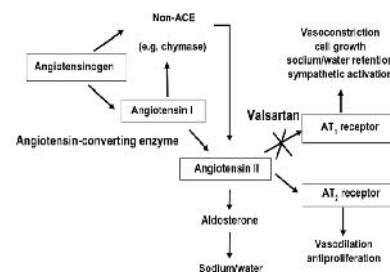 Non-ACE
(e.g. chymase)
Vasoconstriction
cell growth
sodium/water retention
sympathetic activation
Angiotensinogen
Angiotensin I
Valsartan
AT1 receptor
Angiotensin-converting enzyme
Angiotensin II
AT2 receptor
Aldosterone
Vasodilation
antiproliferation
Sodium/water